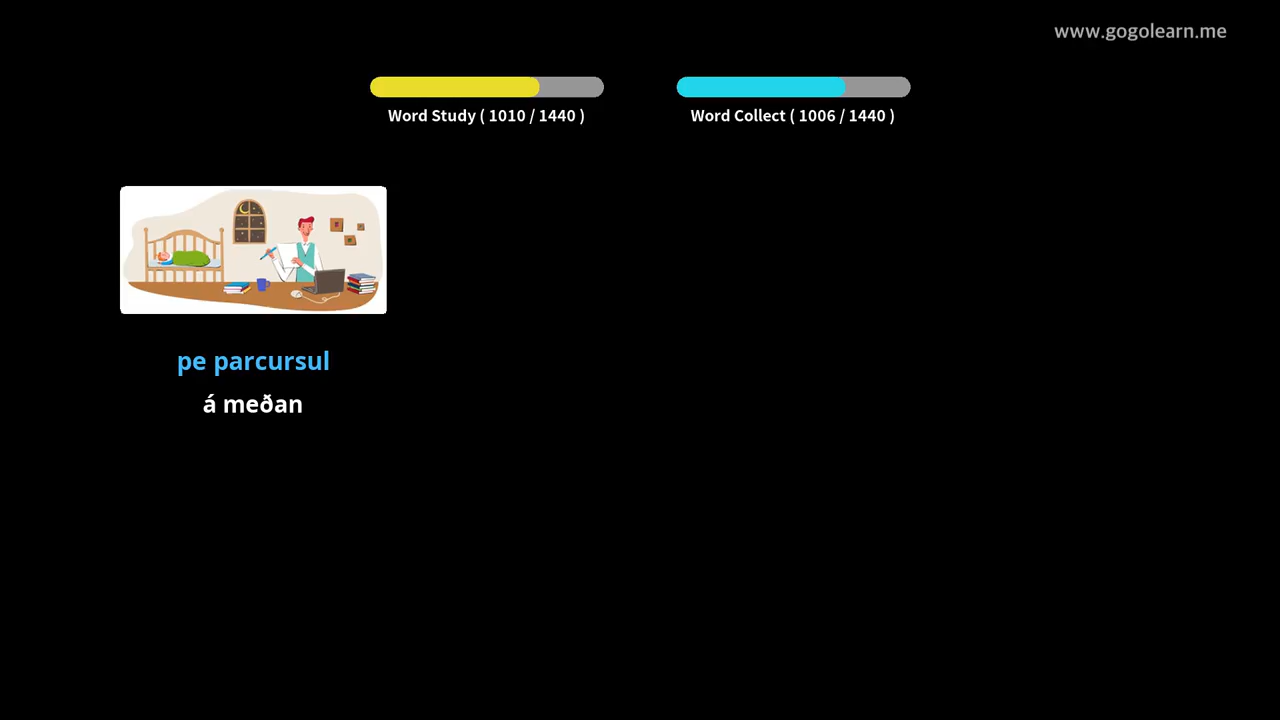 www.gogolearn.me
Word Study ( 1010 / 1440 )
Word Collect ( 1006 / 1440 )
pe parcursul
á meðan